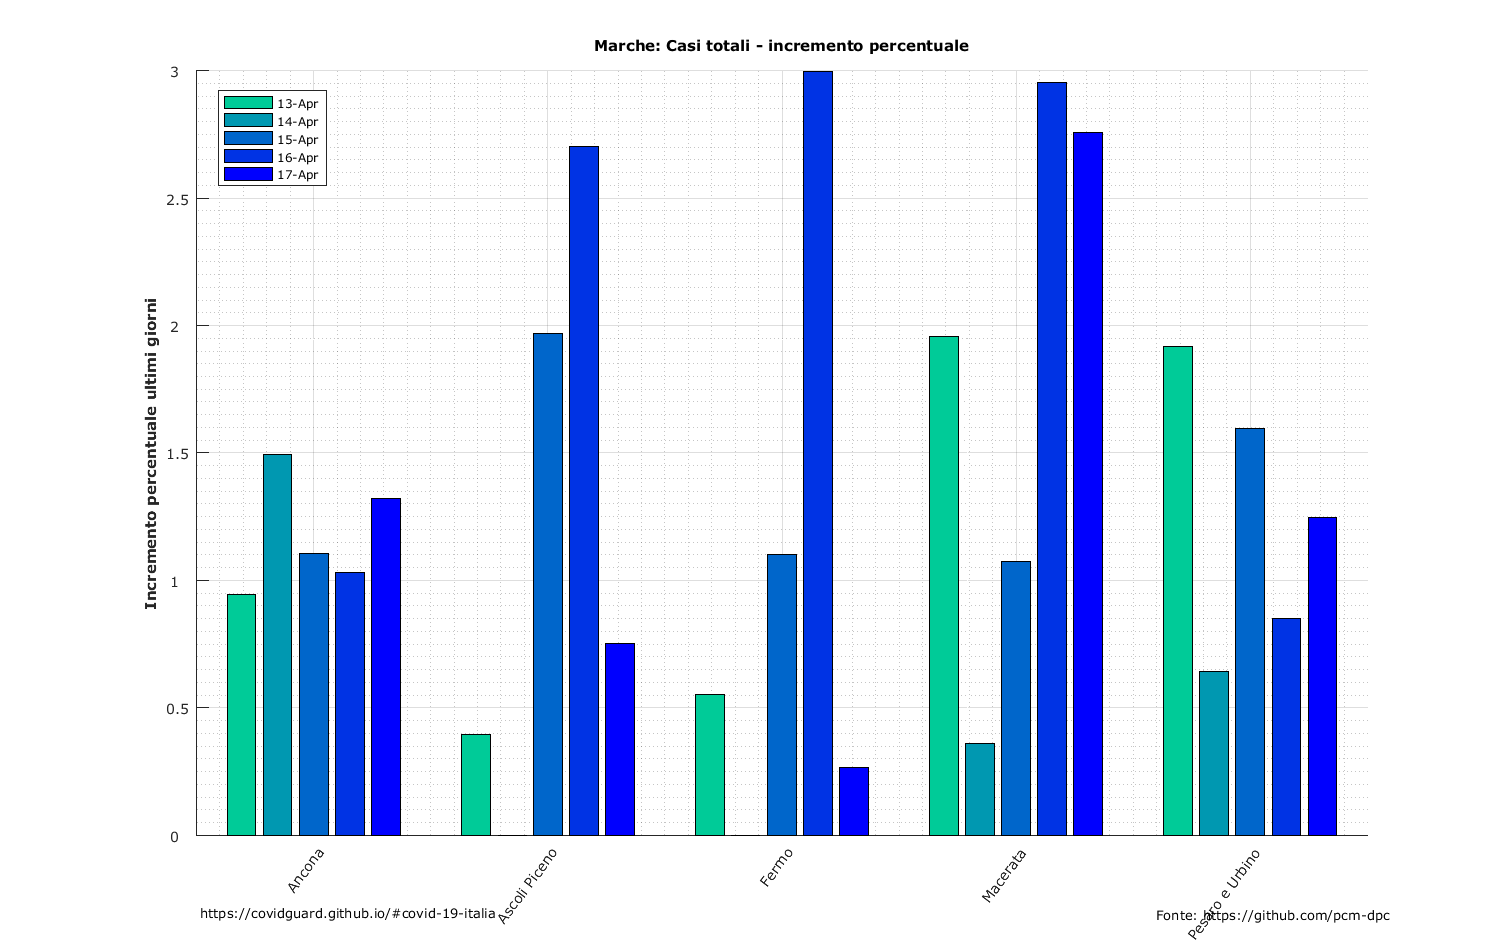 Marche: Casi totali - incremento percentuale
3
2.5
2
1.5
1
0.5
0
Incremento percentuale ultimi giorni
13-Apr
14-Apr
15-Apr
16-Apr
17-Apr
Ancona
Ascoli Piceno
Fermo
Macerata
Pesaro e Urbino
https://covidguard.github.io/#covid-19-italia
Fonte: https://github.com/pcm-dpc